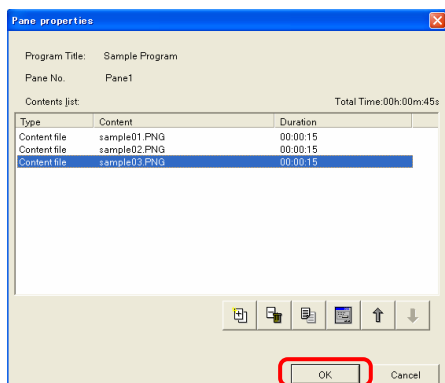 Pane properties
Program Title: Sample Program
Pane No. Pane1
Contents list: Total Time:00h:00m:45s
Type Content Duration
Content file sample01.PNG 00:00:15
Content file sample02.PNG 00:00:15
Content file sample03.PNG 00:00:15
OK Cancel